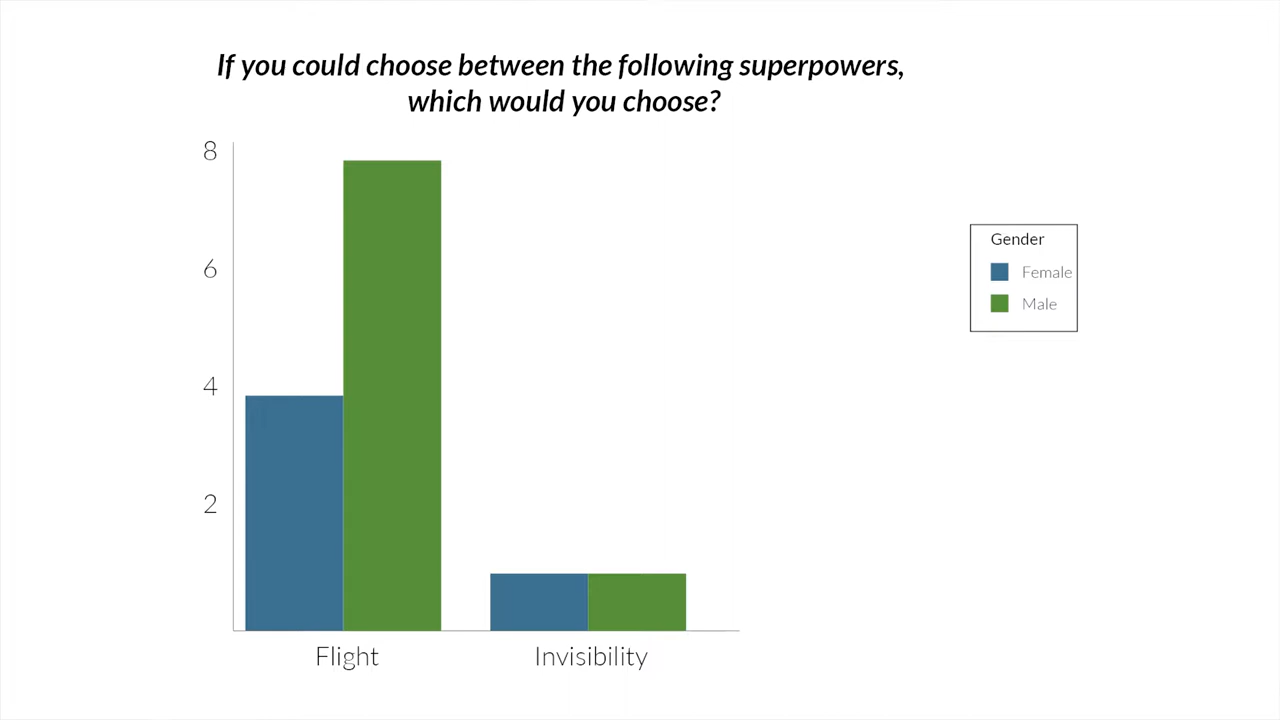 If you could choose between the following superpowers,
which would you choose?
8
6
4
2
Flight
Invisibility
Gender
Female
Male